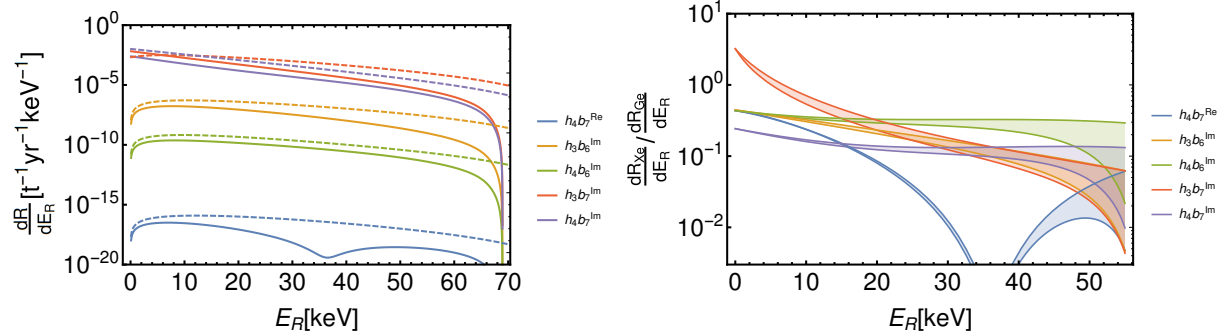 10^0
10^-5
10^-10
10^-15
10^-20
dR/dE_R [t^-1 yr^-1 keV^-1]
0 10 20 30 40 50 60 70
E_R[keV]
h_4 b_7^Re
h_3 b_6^Im
h_4 b_6^Im
h_3 b_7^Im
h_4 b_7^Im
10^1
10^0
10^-1
10^-2
dR_Xe/dE_R / dR_Ge/dE_R
0 10 20 30 40 50
E_R[keV]
h_4 b_7^Re
h_3 b_6^Im
h_4 b_6^Im
h_3 b_7^Im
h_4 b_7^Im